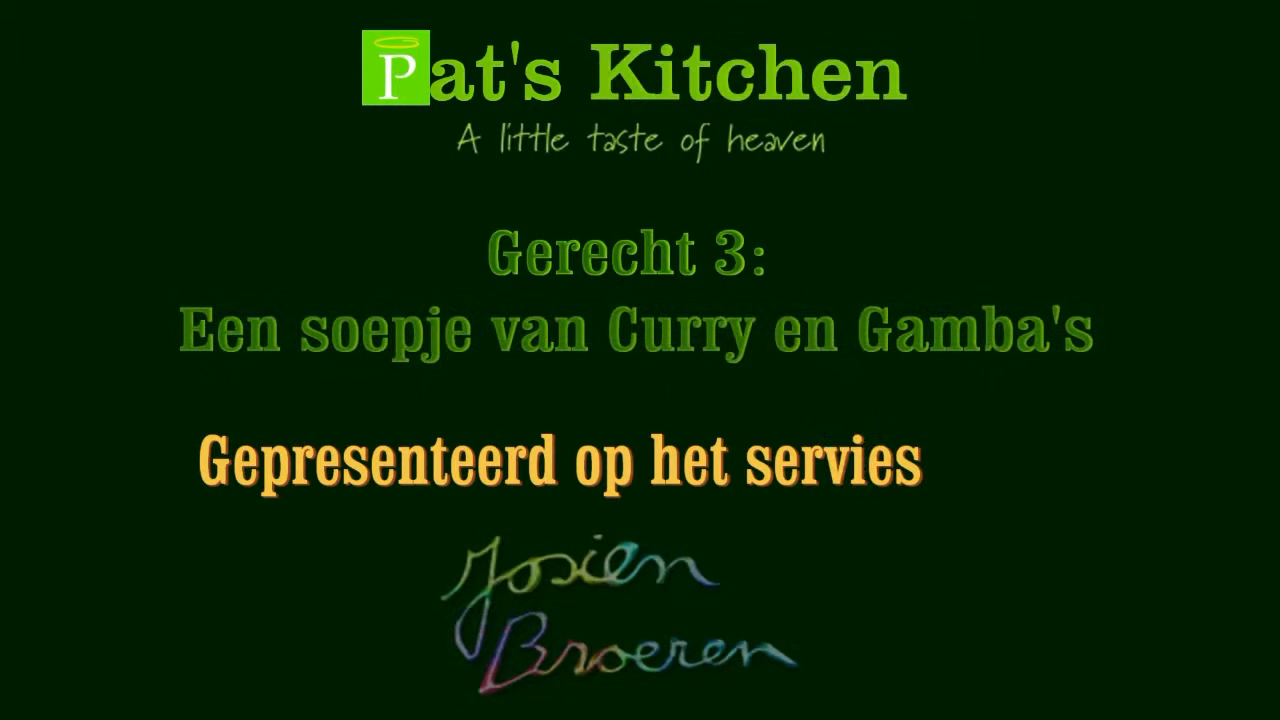 Pat's Kitchen
A little taste of heaven
Gerecht 3:
Een soepje van Curry en Gamba's
Gepresenteerd op het servies
Josien
Broeren